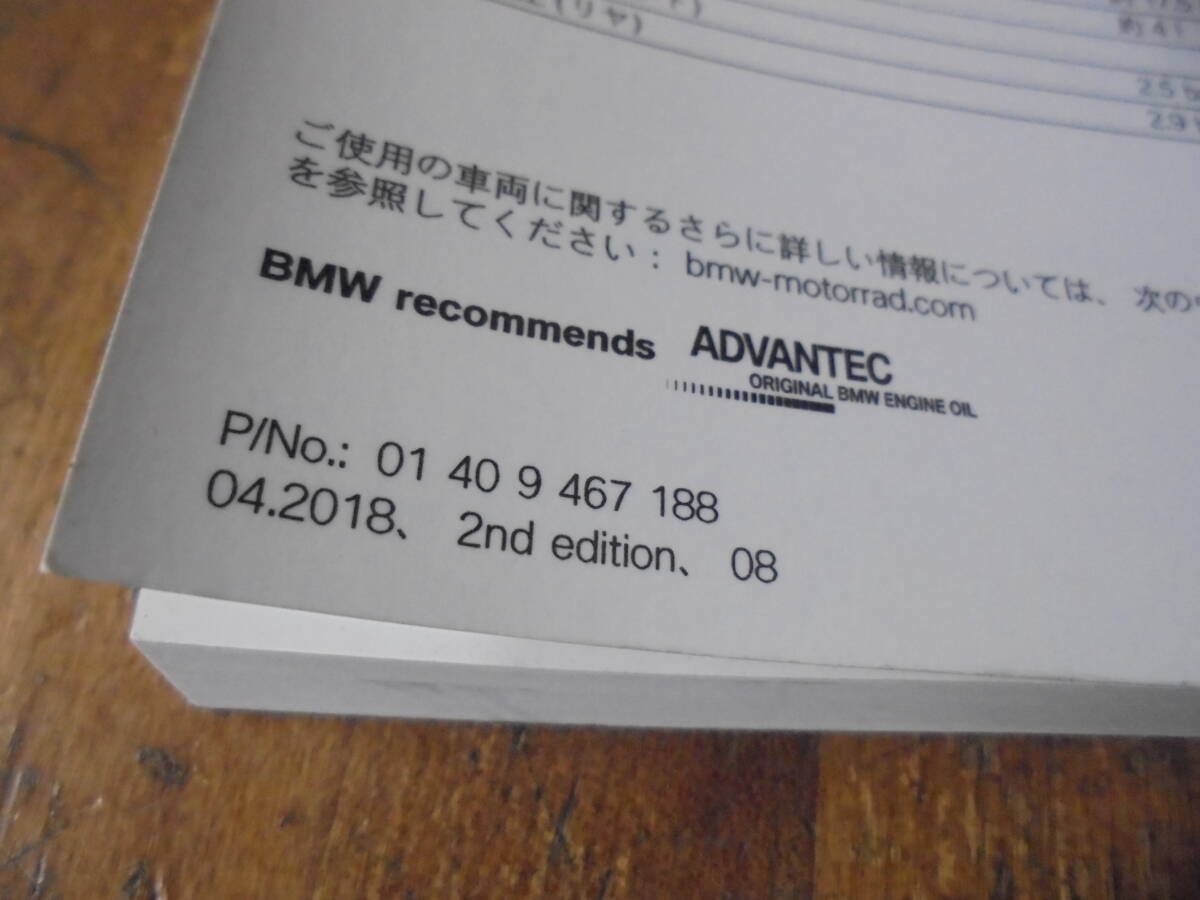 (リヤ)
ご使用の車両に関するさらに詳しい情報については、 次の
を参照してください： bmw-motorrad.com
BMW recommends
ADVANTEC
ORIGINAL BMW ENGINE OIL
P/No.: 01 40 9 467 188
04.2018、 2nd edition、 08